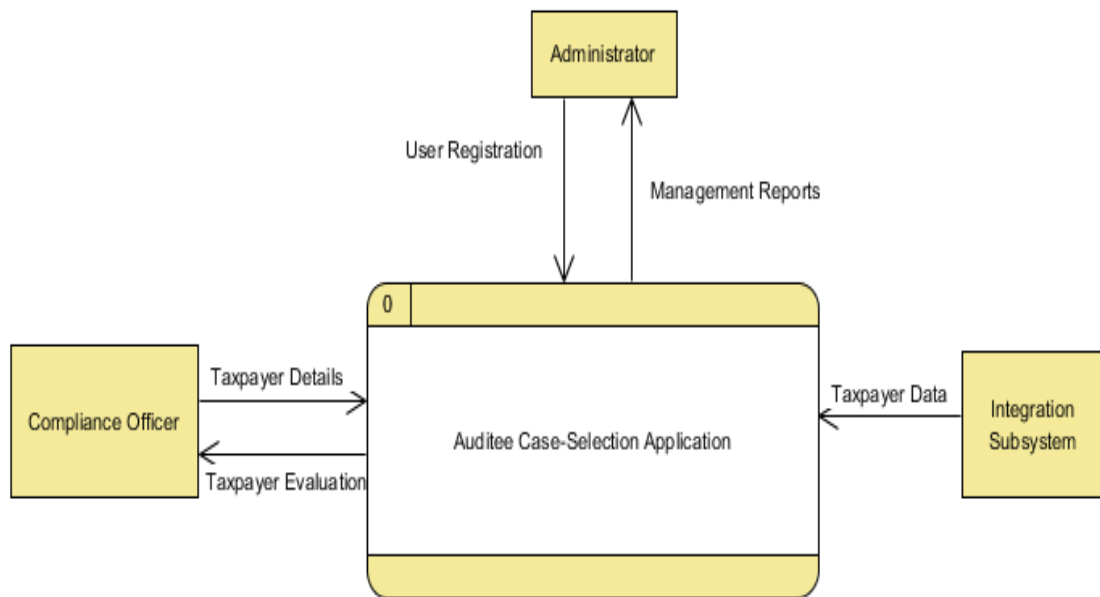 Administrator
User Registration
Management Reports
0
Compliance Officer
Taxpayer Details
Taxpayer Evaluation
Auditee Case-Selection Application
Taxpayer Data
Integration
Subsystem